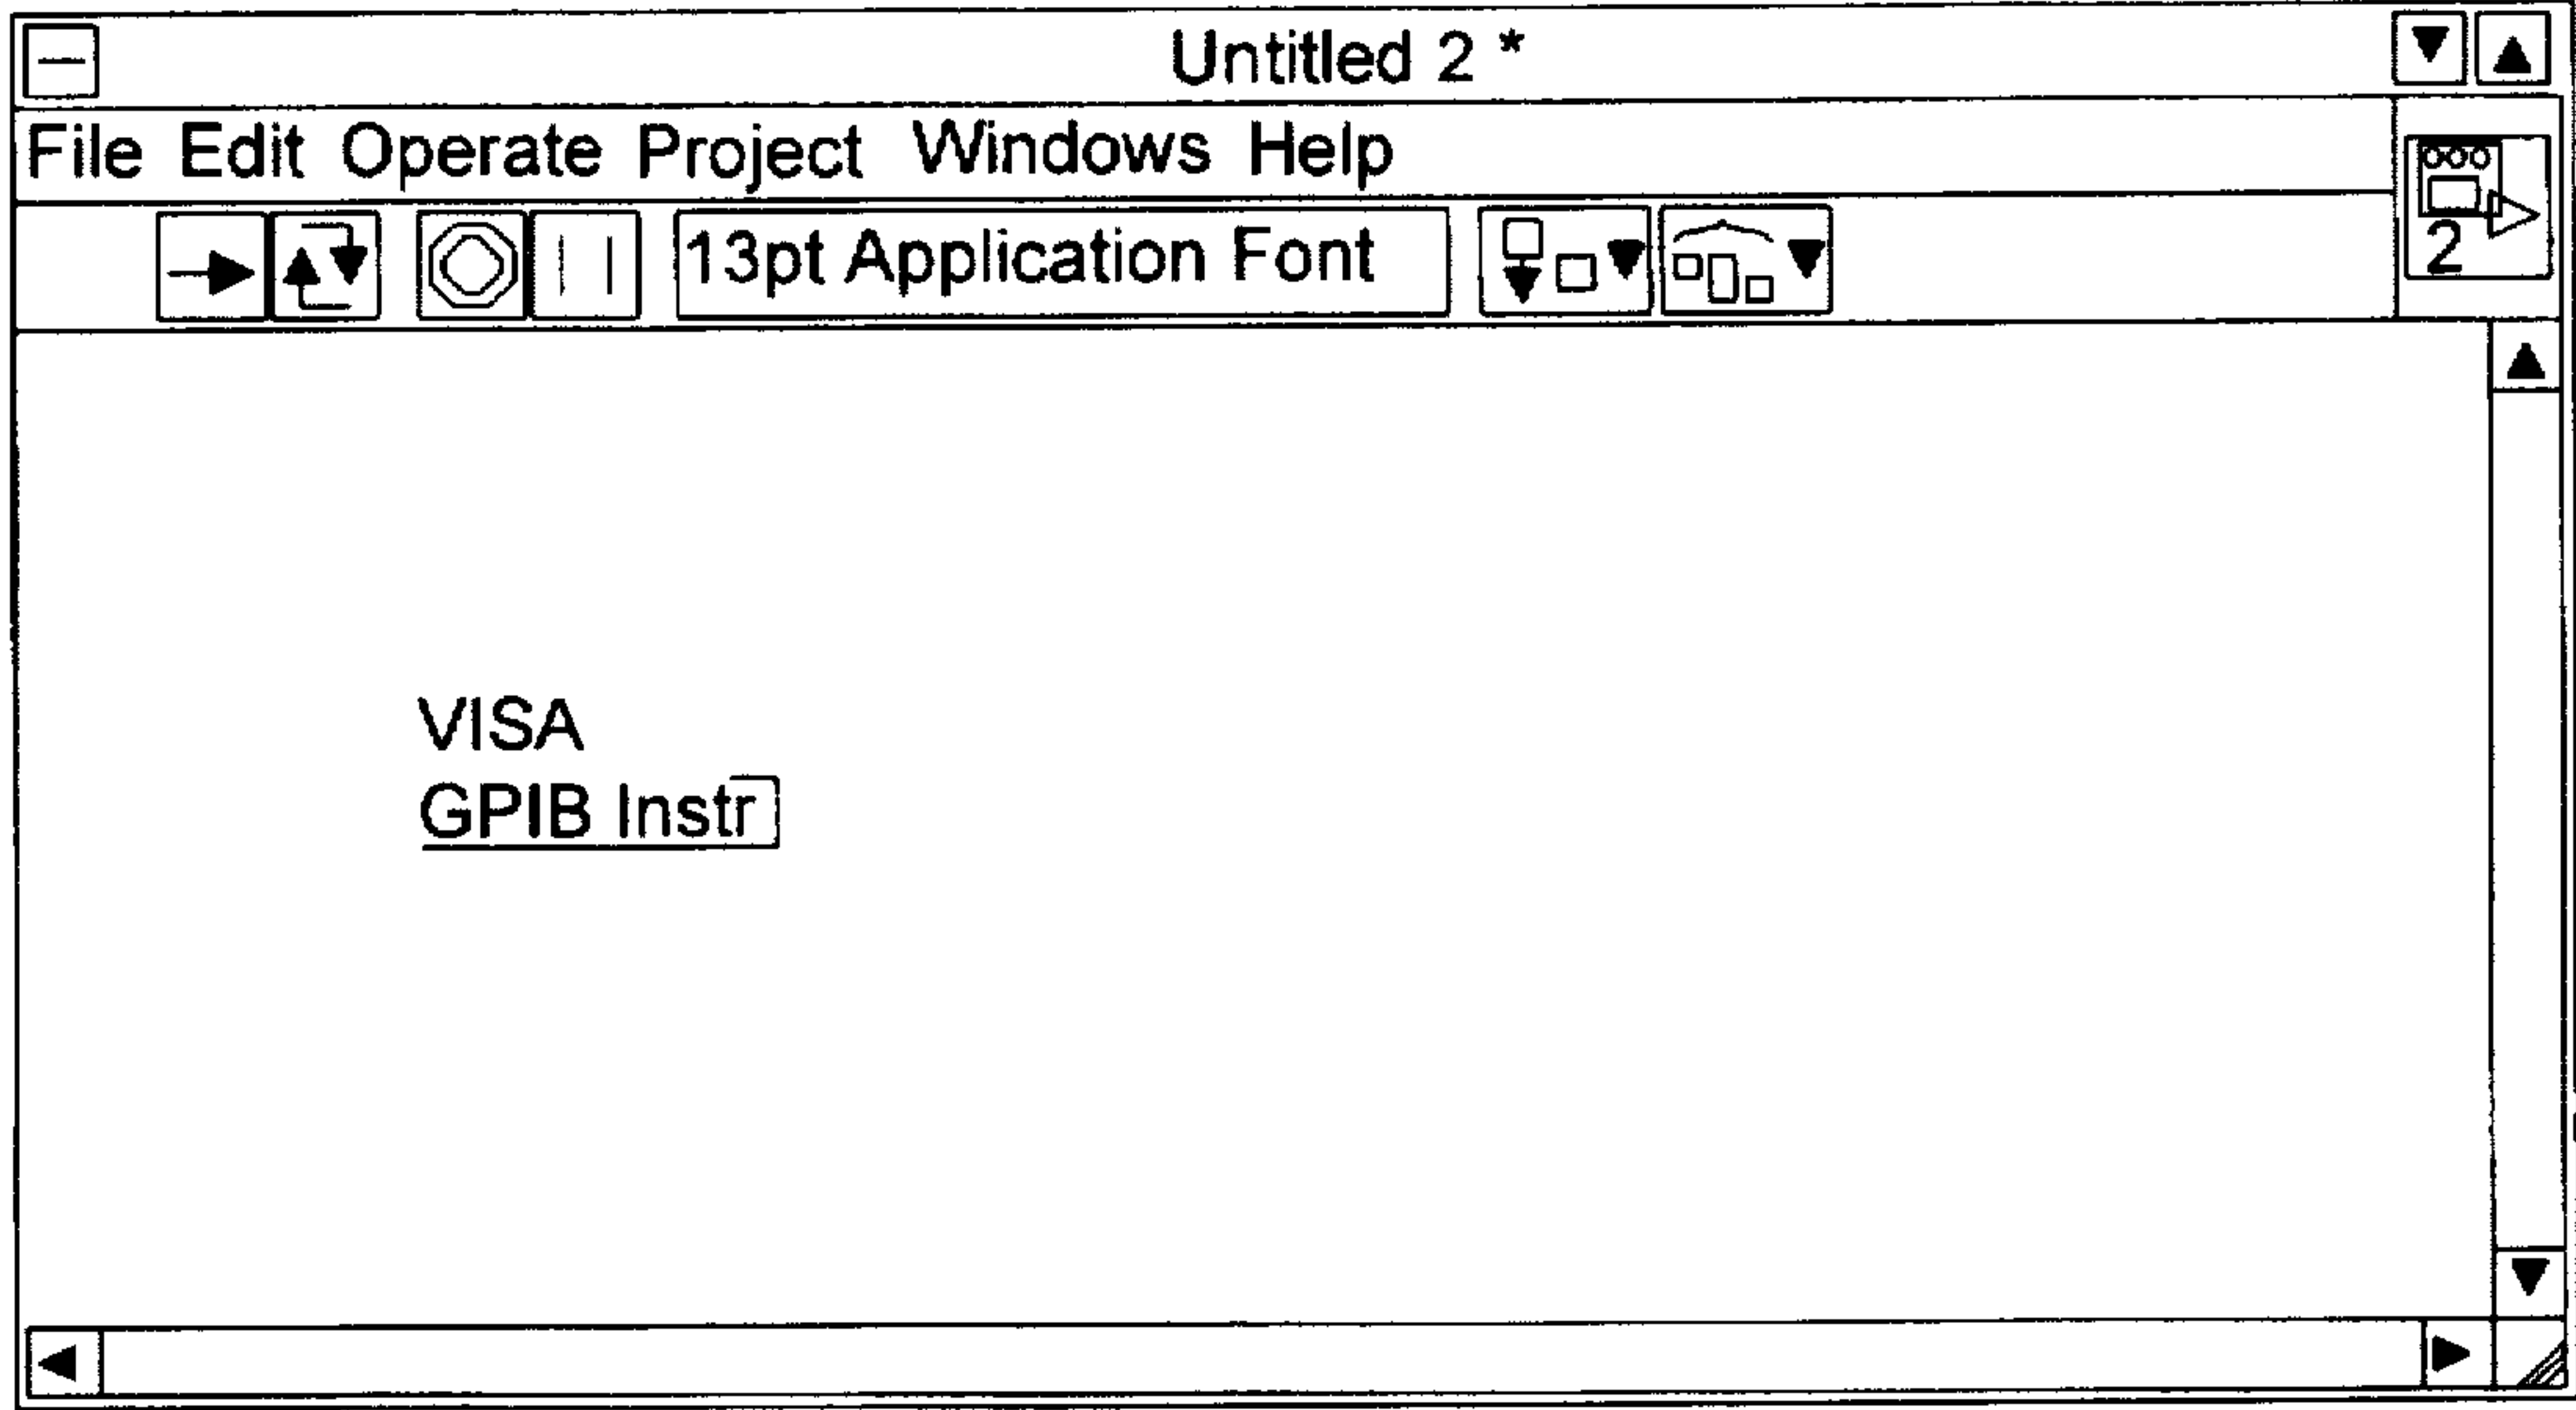 Untitled 2 *
File Edit Operate Project Windows Help
13pt Application Font
2
VISA
GPIB Instr